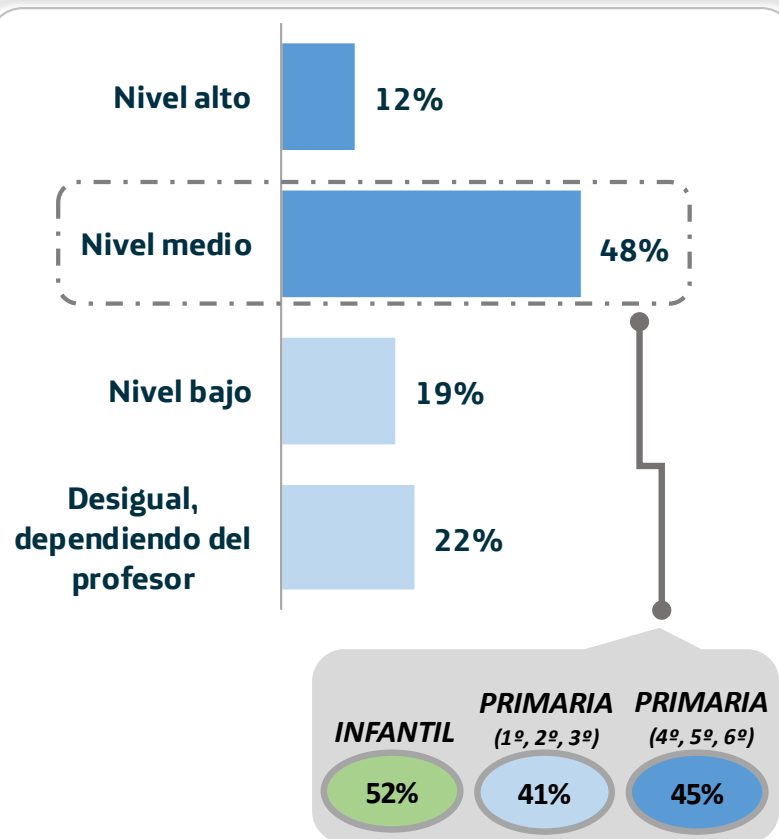 Nivel alto
12%
Nivel medio
48%
Nivel bajo
19%
Desigual,
dependiendo del
profesor
22%
INFANTIL
52%
PRIMARIA
(1º, 2º, 3º)
41%
PRIMARIA
(4º, 5º, 6º)
45%